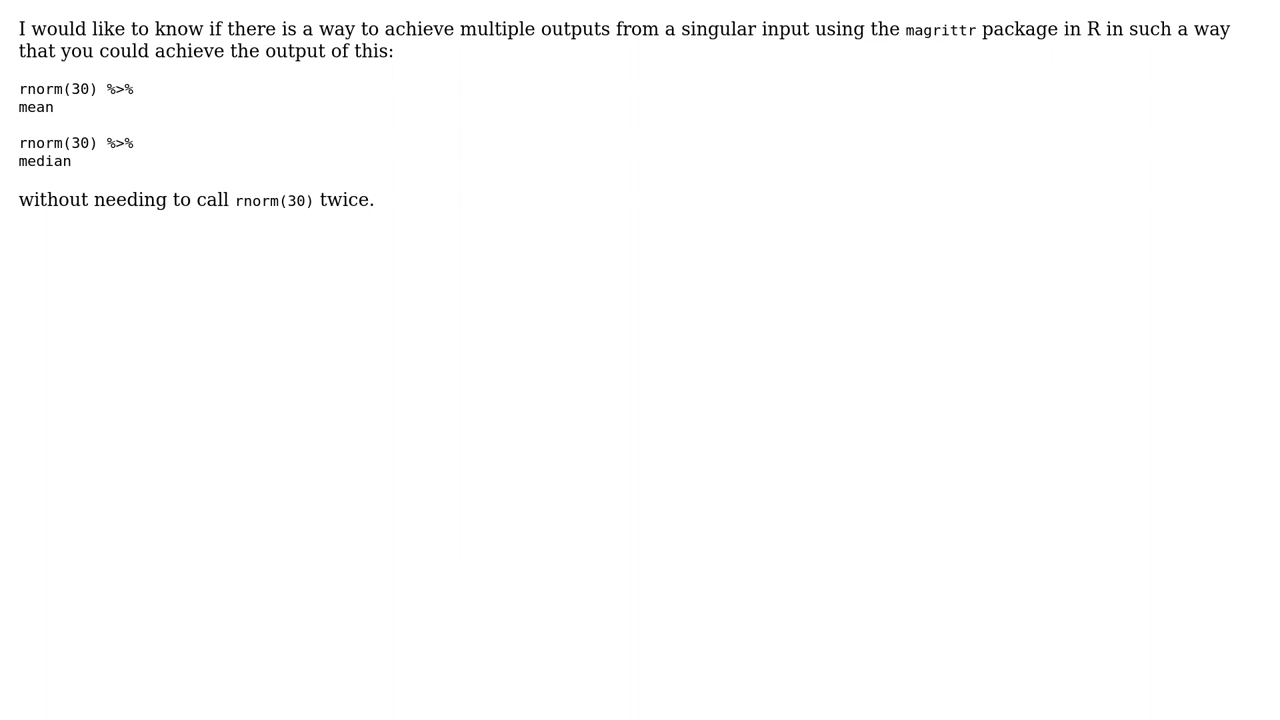 I would like to know if there is a way to achieve multiple outputs from a singular input using the magrittr package in R in such a way
that you could achieve the output of this:
rnorm(30) %>%
mean
rnorm(30) %>%
median
without needing to call rnorm(30) twice.